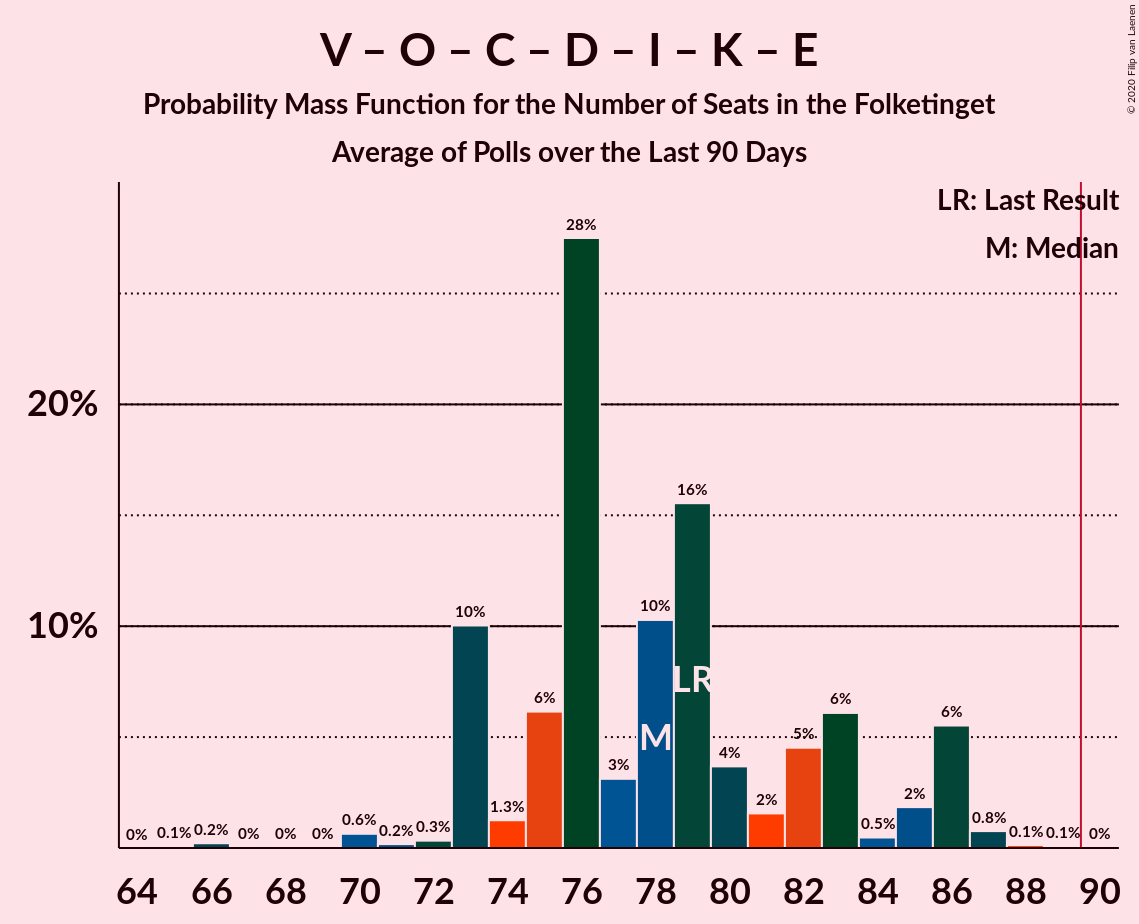 V – O – C – D – I – K – E
Probability Mass Function for the Number of Seats in the Folketinget
Average of Polls over the Last 90 Days
© 2020 Filip van Laenen
LR: Last Result
M: Median
28%
20%
16%
10%
10%
10%
LR
6%
6%
6%
M
5%
4%
3%
2%
2%
1.3%
0% 0.1% 0.2% 0% 0% 0% 0.6% 0.2% 0.3% 0.5% 0.8% 0.1% 0.1% 0%
64 66 68 70 72 74 76 78 80 82 84 86 88 90